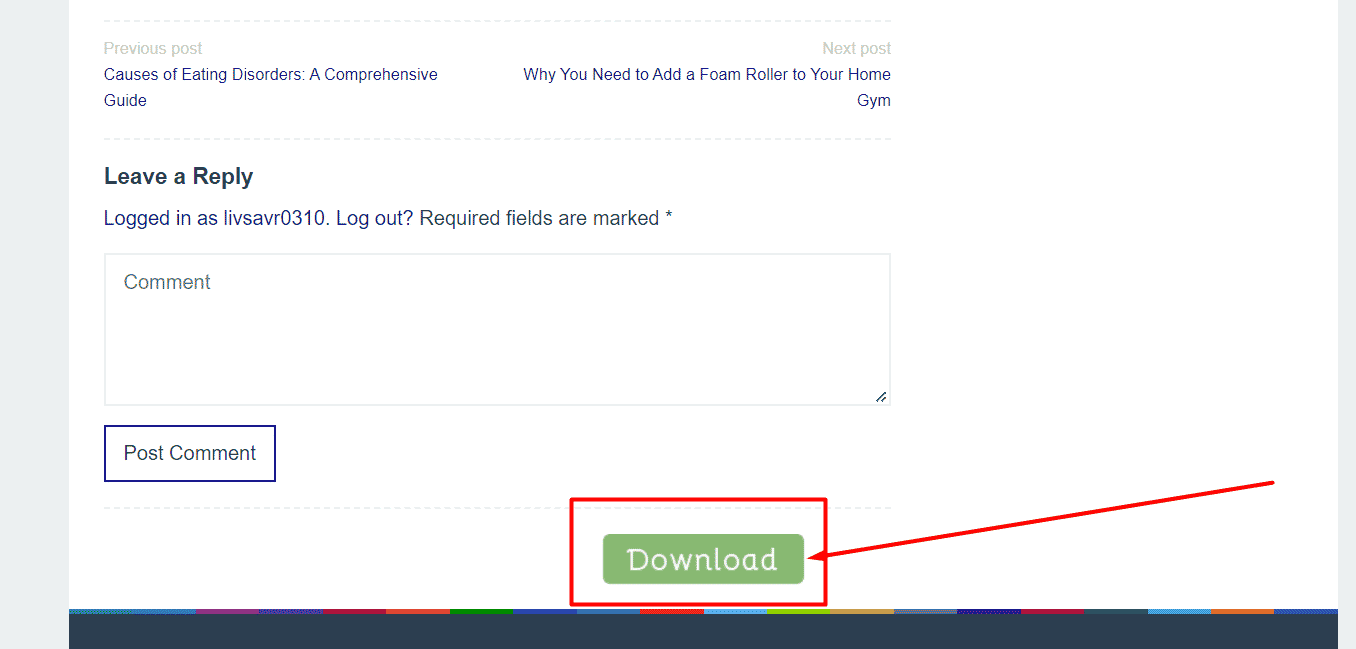 Previous post
Next post
Causes of Eating Disorders: A Comprehensive
Guide
Why You Need to Add a Foam Roller to Your Home
Gym
Leave a Reply
Logged in as livsavr0310. Log out? Required fields are marked *
Comment
Post Comment
Download